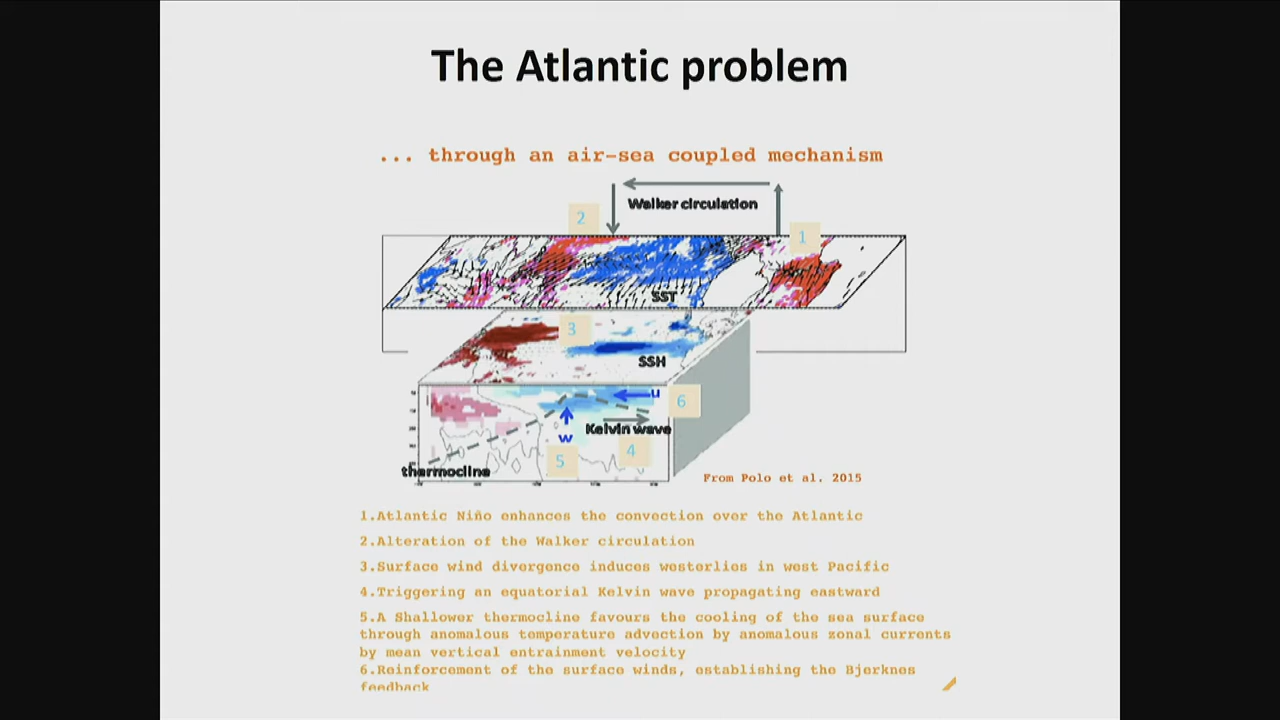 The Atlantic problem
... through an air-sea coupled mechanism
Walker circulation
2
1
SST
3
SSH
u
6
Kelvin wave
w
4
5
thermocline
From Polo et al. 2015
1.Atlantic Niño enhances the convection over the Atlantic
2.Alteration of the Walker circulation
3.Surface wind divergence induces westerlies in west Pacific
4.Triggering an equatorial Kelvin wave propagating eastward
5.A Shallower thermocline favours the cooling of the sea surface
through anomalous temperature advection by anomalous zonal currents
by mean vertical entrainment velocity
6.Reinforcement of the surface winds, establishing the Bjerknes
feedback